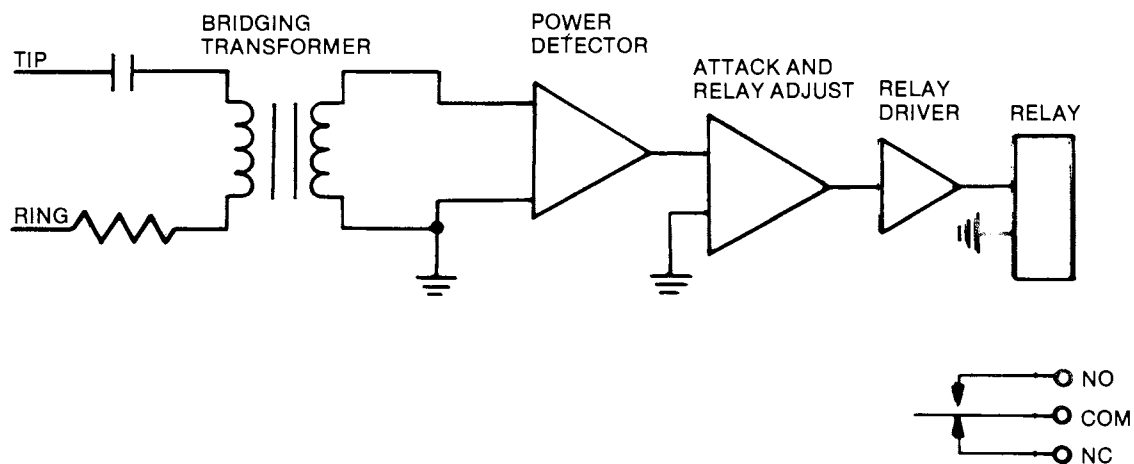 BRIDGING
TRANSFORMER
POWER
DETECTOR
TIP
ATTACK AND
RELAY ADJUST
RELAY
DRIVER
RELAY
RING
NO
COM
NC